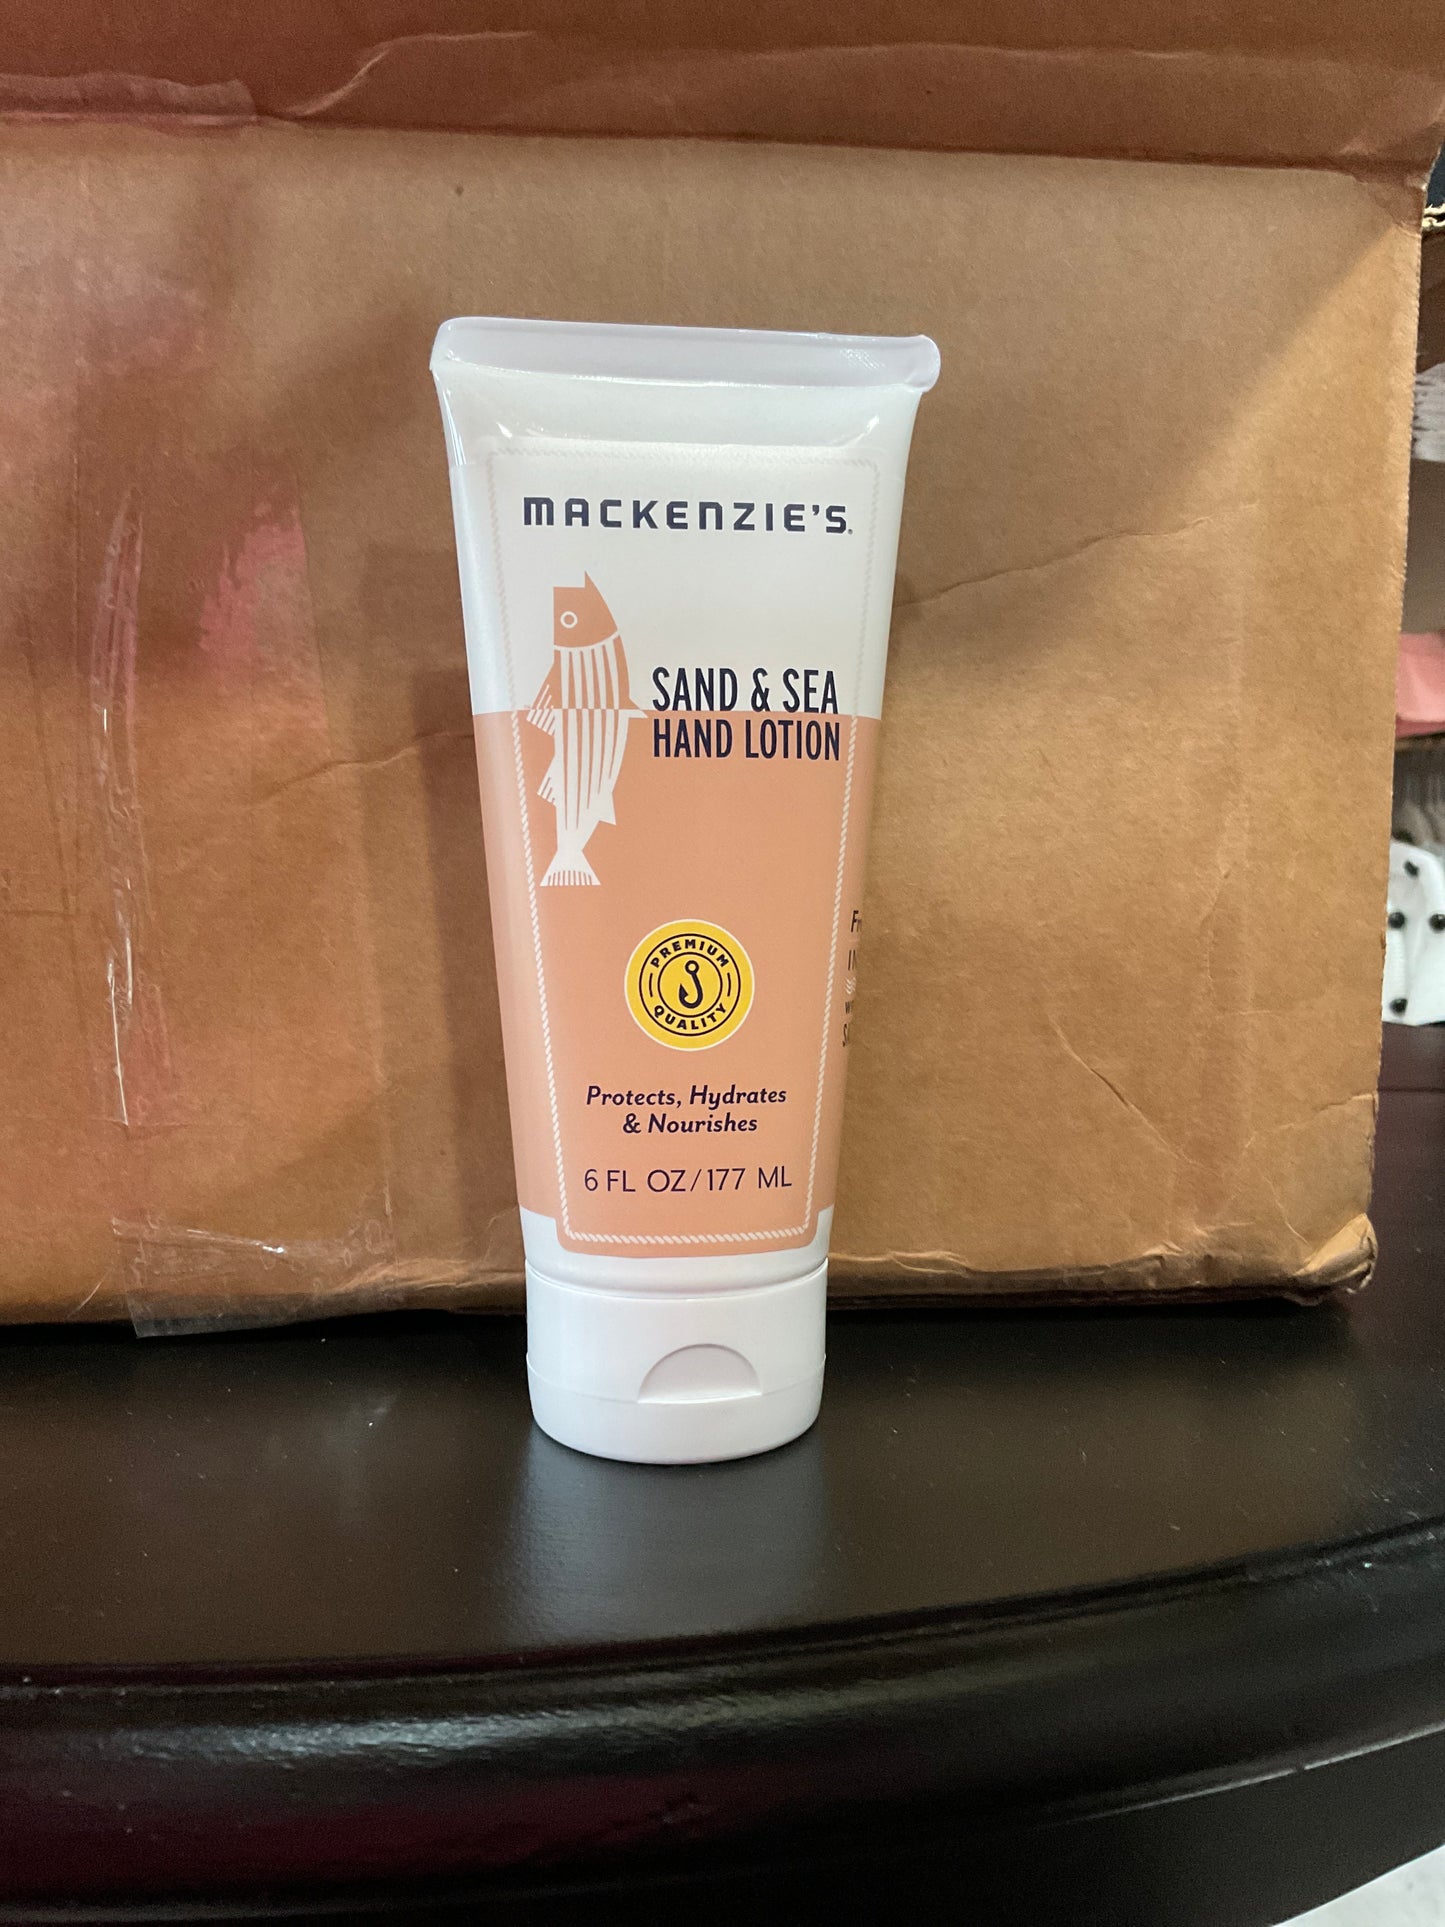 MACKENZIE'S
SAND & SEA
HAND LOTION
PREMIUM
QUALITY
Protects, Hydrates
& Nourishes
6 FL OZ/177 ML